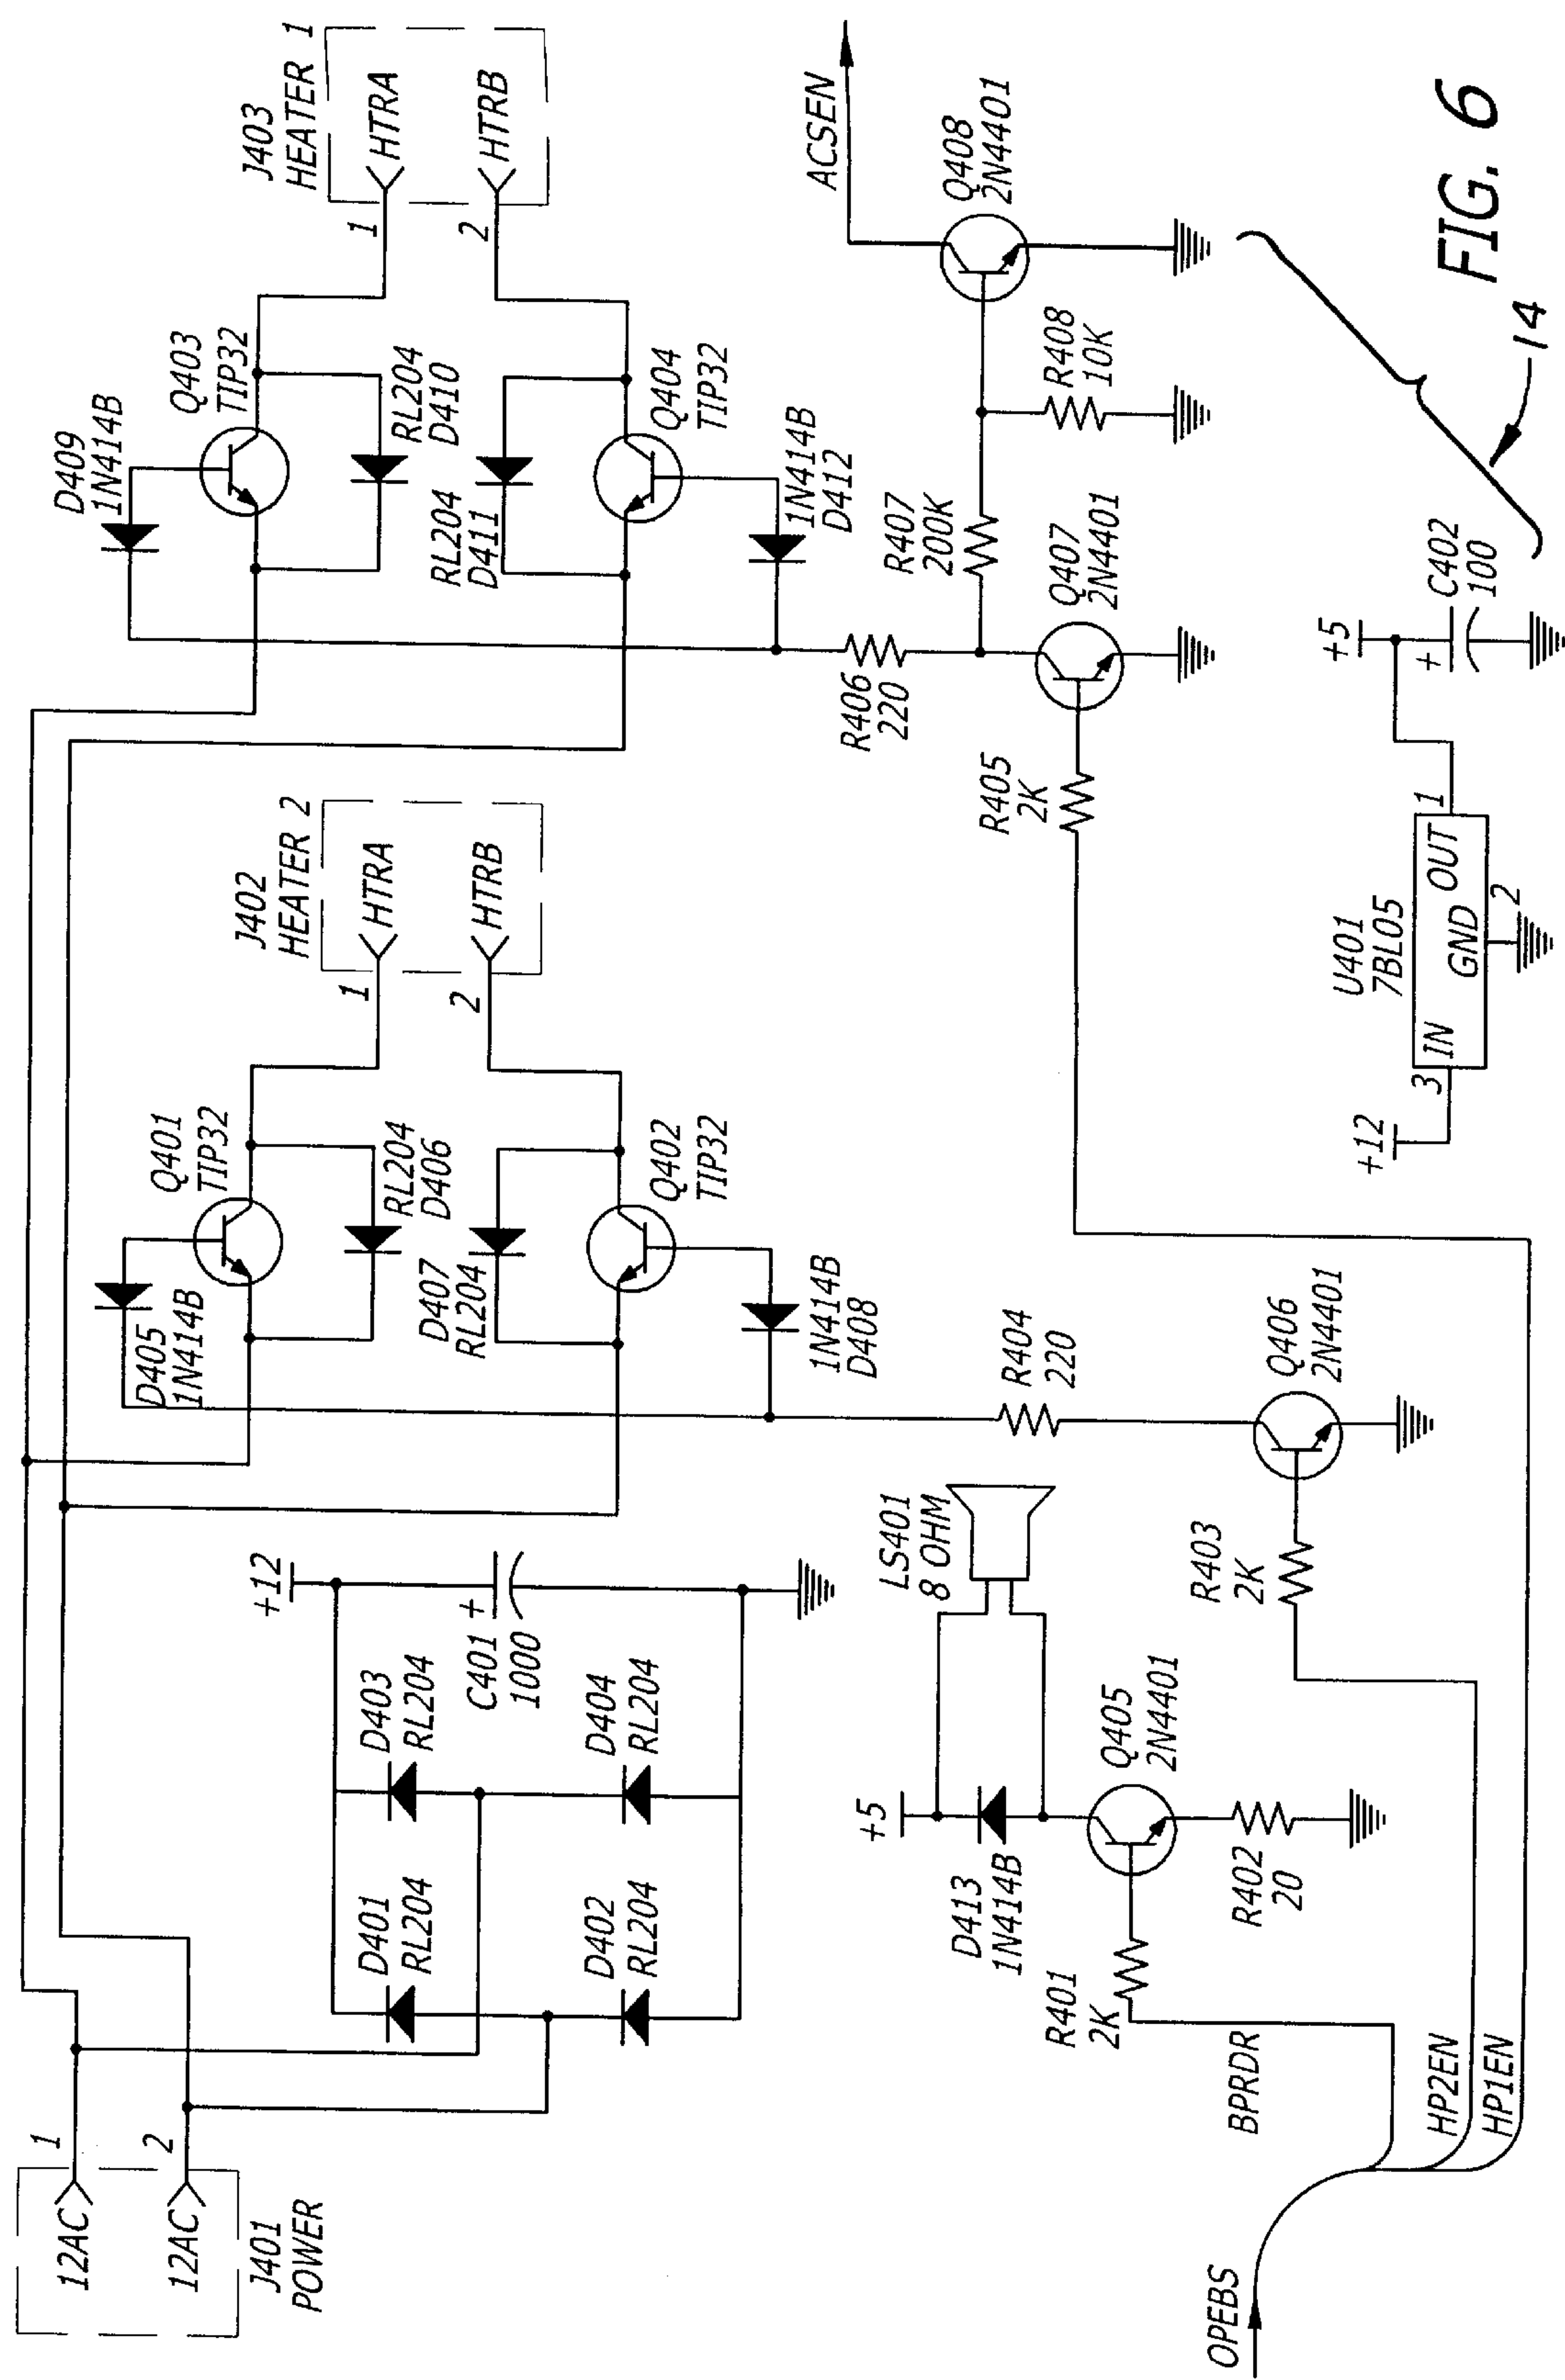 J401
POWER
12AC
12AC
1
2
D401
RL204
D403
RL204
D402
RL204
D404
RL204
+12
C401
1000
+
D405
1N414B
Q401
TIP32
RL204
D406
D407
RL204
Q402
TIP32
1N414B
D408
J402
HEATER 2
1
2
HTRA
HTRB
D409
1N414B
Q403
TIP32
RL204
D410
RL204
D411
Q404
TIP32
1N414B
D412
J403
HEATER 1
1
2
HTRA
HTRB
OPEBS
BPRDR
HP2EN
HP1EN
R401
2K
D413
1N414B
+5
LS401
8 OHM
Q405
2N4401
R402
20
R403
2K
R404
220
Q406
2N4401
R405
2K
R406
220
R407
200K
Q407
2N4401
R408
10K
Q408
2N4401
ACSEN
+12
3
U401
7BL05
IN
OUT
GND
1
2
+5
+
C402
100
14
FIG. 6